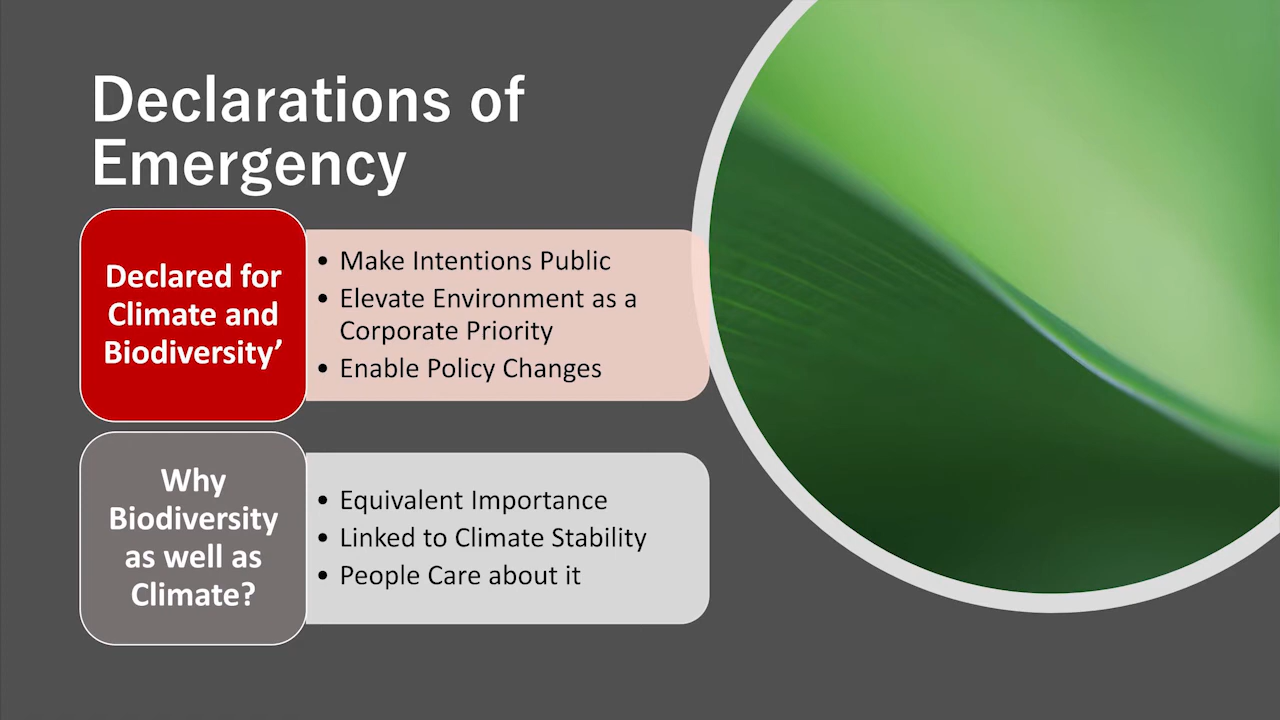 Declarations of
Emergency
Declared for
Climate and
Biodiversity’
• Make Intentions Public
• Elevate Environment as a
Corporate Priority
• Enable Policy Changes
Why
Biodiversity
as well as
Climate?
• Equivalent Importance
• Linked to Climate Stability
• People Care about it